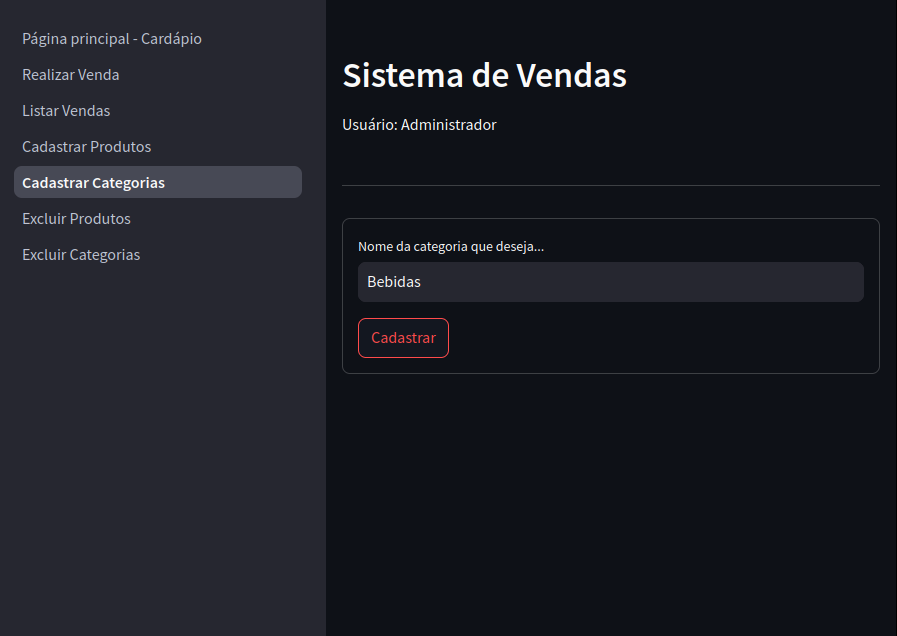 Página principal - Cardápio
Realizar Venda
Listar Vendas
Cadastrar Produtos
Cadastrar Categorias
Excluir Produtos
Excluir Categorias
Sistema de Vendas
Usuário: Administrador
Nome da categoria que deseja...
Bebidas
Cadastrar